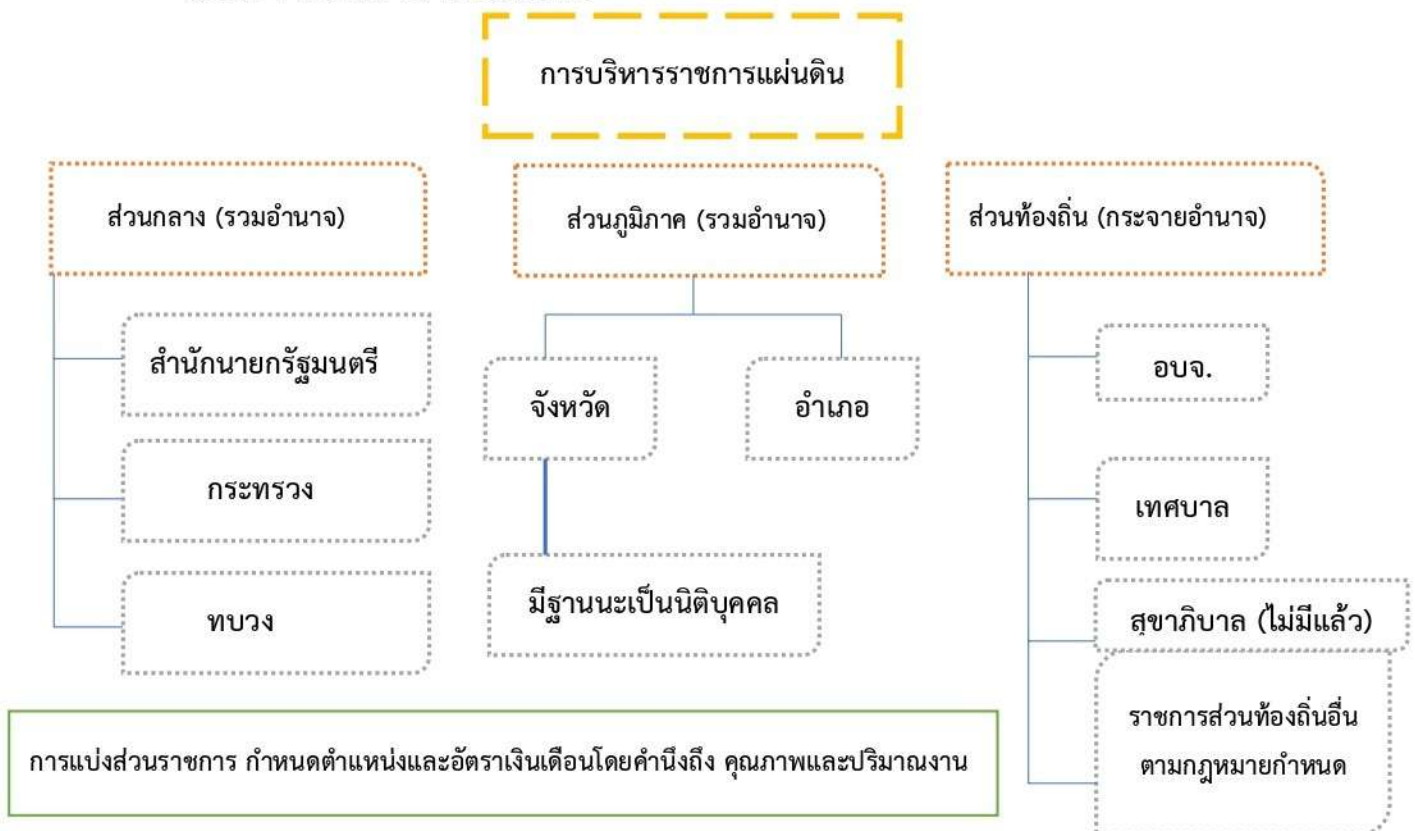 การบริหารราชการแผ่นดิน
ส่วนกลาง (รวมอำนาจ)
สำนักนายกรัฐมนตรี
กระทรวง
ทบวง
ส่วนภูมิภาค (รวมอำนาจ)
จังหวัด
อำเภอ
มีฐานนะเป็นนิติบุคคล
ส่วนท้องถิ่น (กระจายอำนาจ)
อบจ.
เทศบาล
สุขาภิบาล (ไม่มีแล้ว)
ราชการส่วนท้องถิ่นอื่น
ตามกฎหมายกำหนด
การแบ่งส่วนราชการ กำหนดตำแหน่งและอัตราเงินเดือนโดยคำนึงถึง คุณภาพและปริมาณงาน